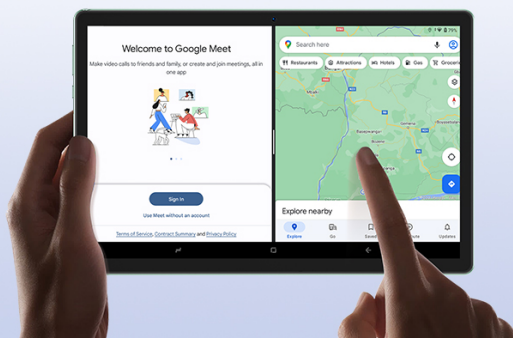 79%
Welcome to Google Meet
Make video calls to friends and family, or create and join meetings, all in
one app
Sign In
Use Meet without an account
Terms of Service, Contract Summary and Privacy Policy
Search here
Restaurants
Attractions
Hotels
Gas
Explore nearby
Explore
Go
Saved
Updates